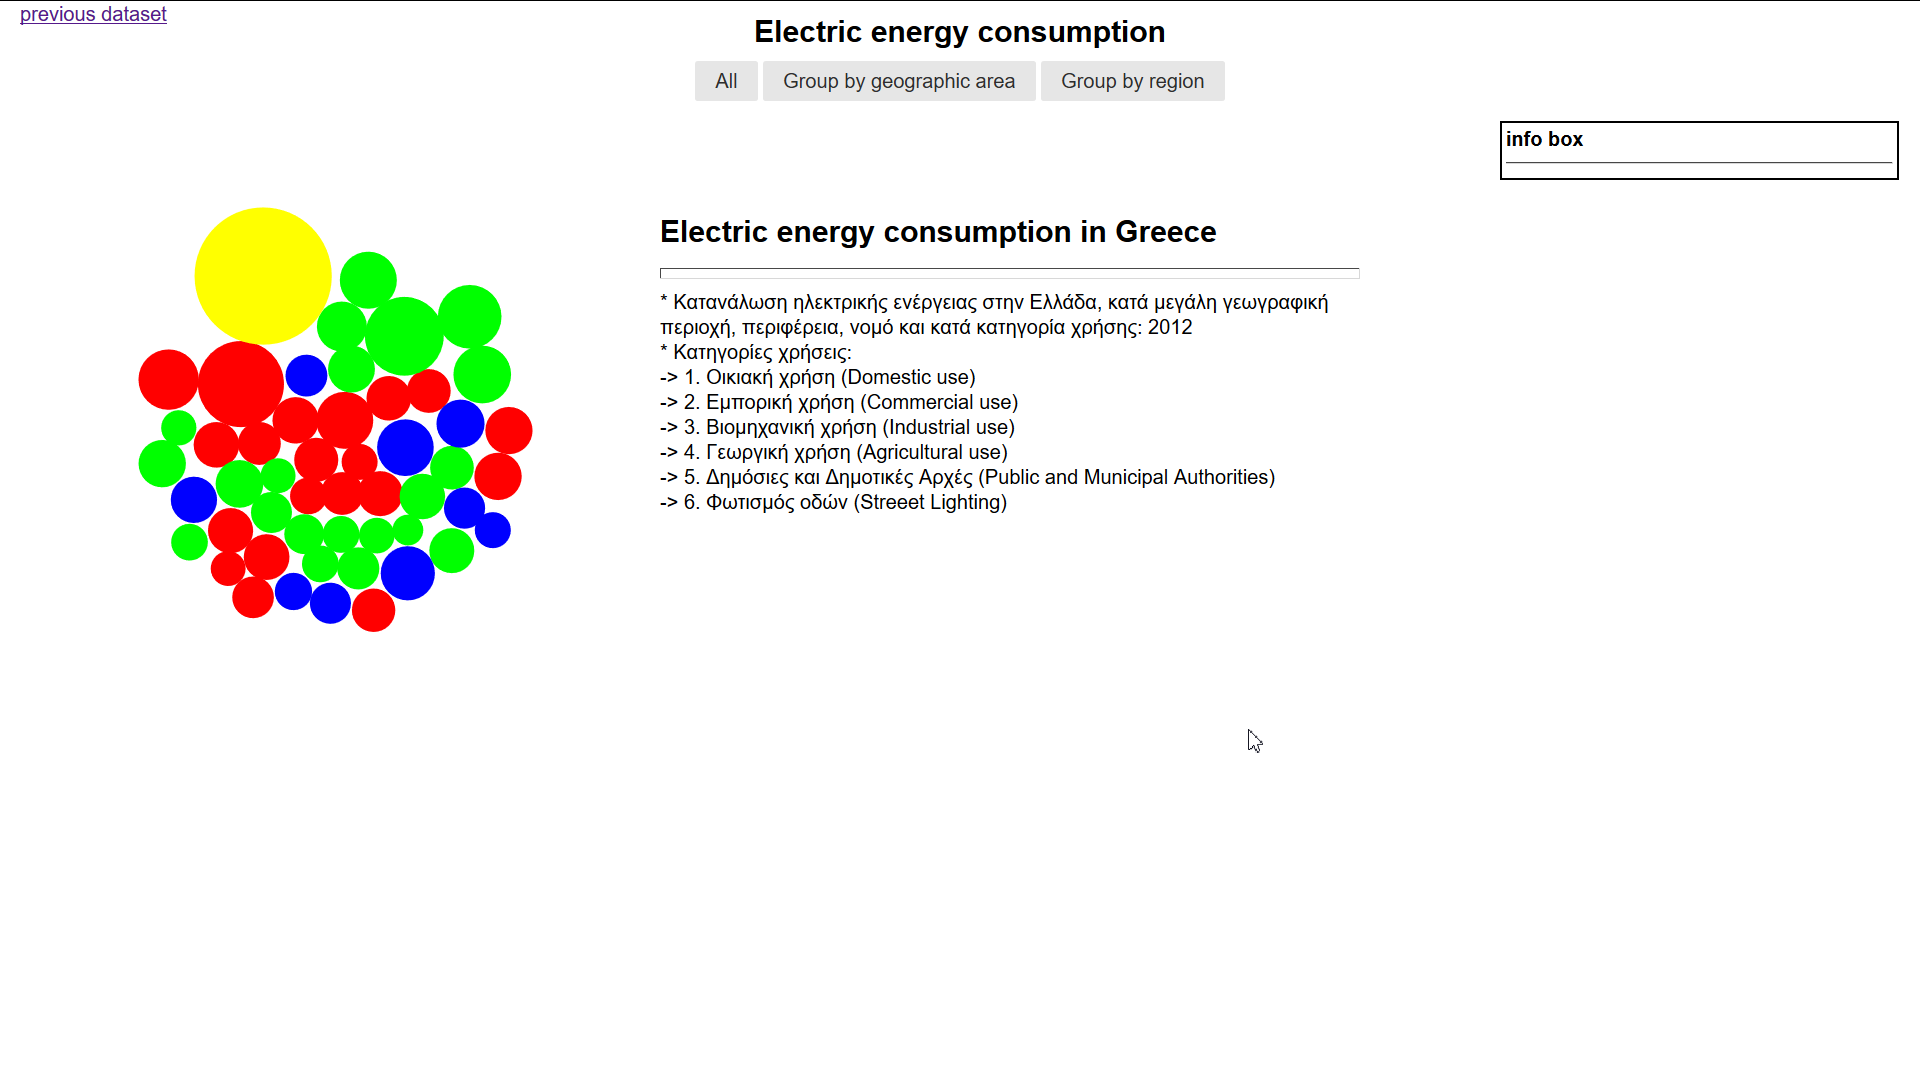 previous dataset
Electric energy consumption
All
Group by geographic area
Group by region
info box
Electric energy consumption in Greece
* Κατανάλωση ηλεκτρικής ενέργειας στην Ελλάδα, κατά μεγάλη γεωγραφική
περιοχή, περιφέρεια, νομό και κατά κατηγορία χρήσης: 2012
* Κατηγορίες χρήσεις:
-> 1. Οικιακή χρήση (Domestic use)
-> 2. Εμπορική χρήση (Commercial use)
-> 3. Βιομηχανική χρήση (Industrial use)
-> 4. Γεωργική χρήση (Agricultural use)
-> 5. Δημόσιες και Δημοτικές Αρχές (Public and Municipal Authorities)
-> 6. Φωτισμός οδών (Streeet Lighting)